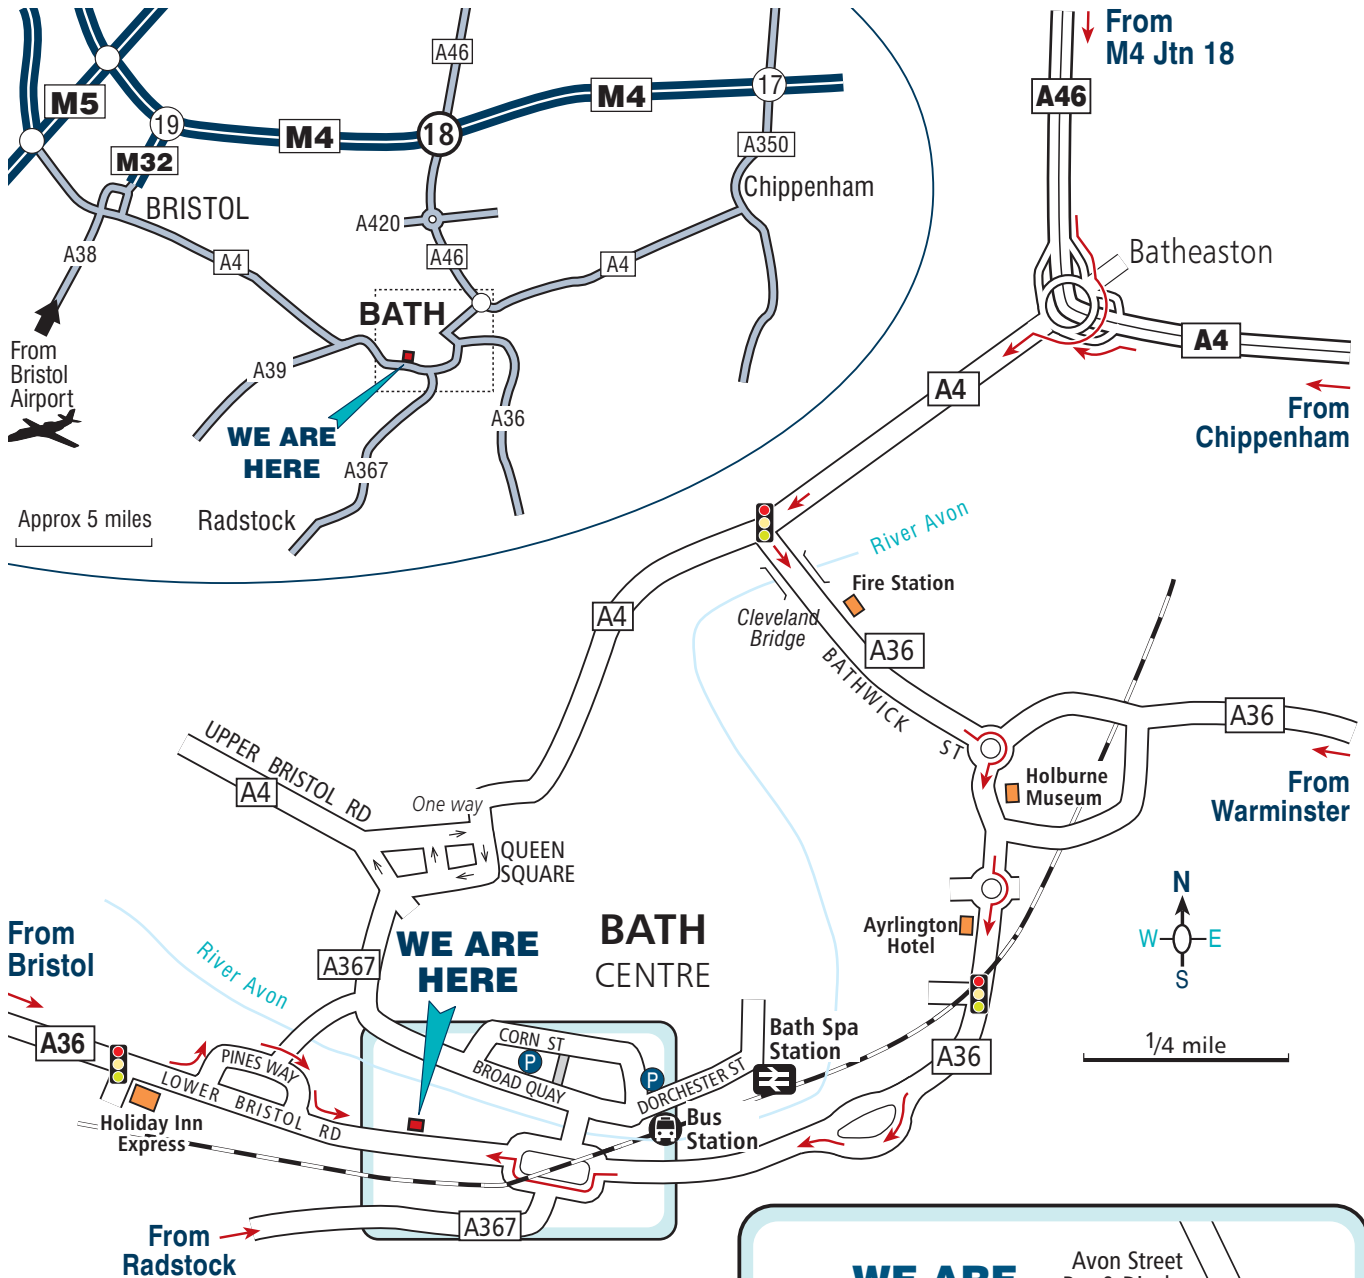 A46
From
M4 Jtn 18
M5
M4
17
A46
19
M4
18
A350
M32
Chippenham
BRISTOL
A420
A38
A4
A46
A4
Batheaston
BATH
A4
From
Bristol
Airport
A39
A4
From
Chippenham
A36
WE ARE
HERE
A367
Radstock
Approx 5 miles
River Avon
Fire Station
A4
Cleveland
Bridge
A36
BATHWICK ST
A36
UPPER BRISTOL RD
From
Warminster
Holburne
Museum
A4
One way
QUEEN
SQUARE
N
W E
S
From
Bristol
WE ARE
HERE
BATH
CENTRE
Ayrlington
Hotel
A367
River Avon
A36
CORN ST
Bath Spa
Station
1/4 mile
PINES WAY
P
BROAD QUAY
P
DORCHESTER ST
A36
LOWER BRISTOL RD
Holiday Inn
Express
Bus
Station
A367
From
Radstock
Avon Street
WE ARE